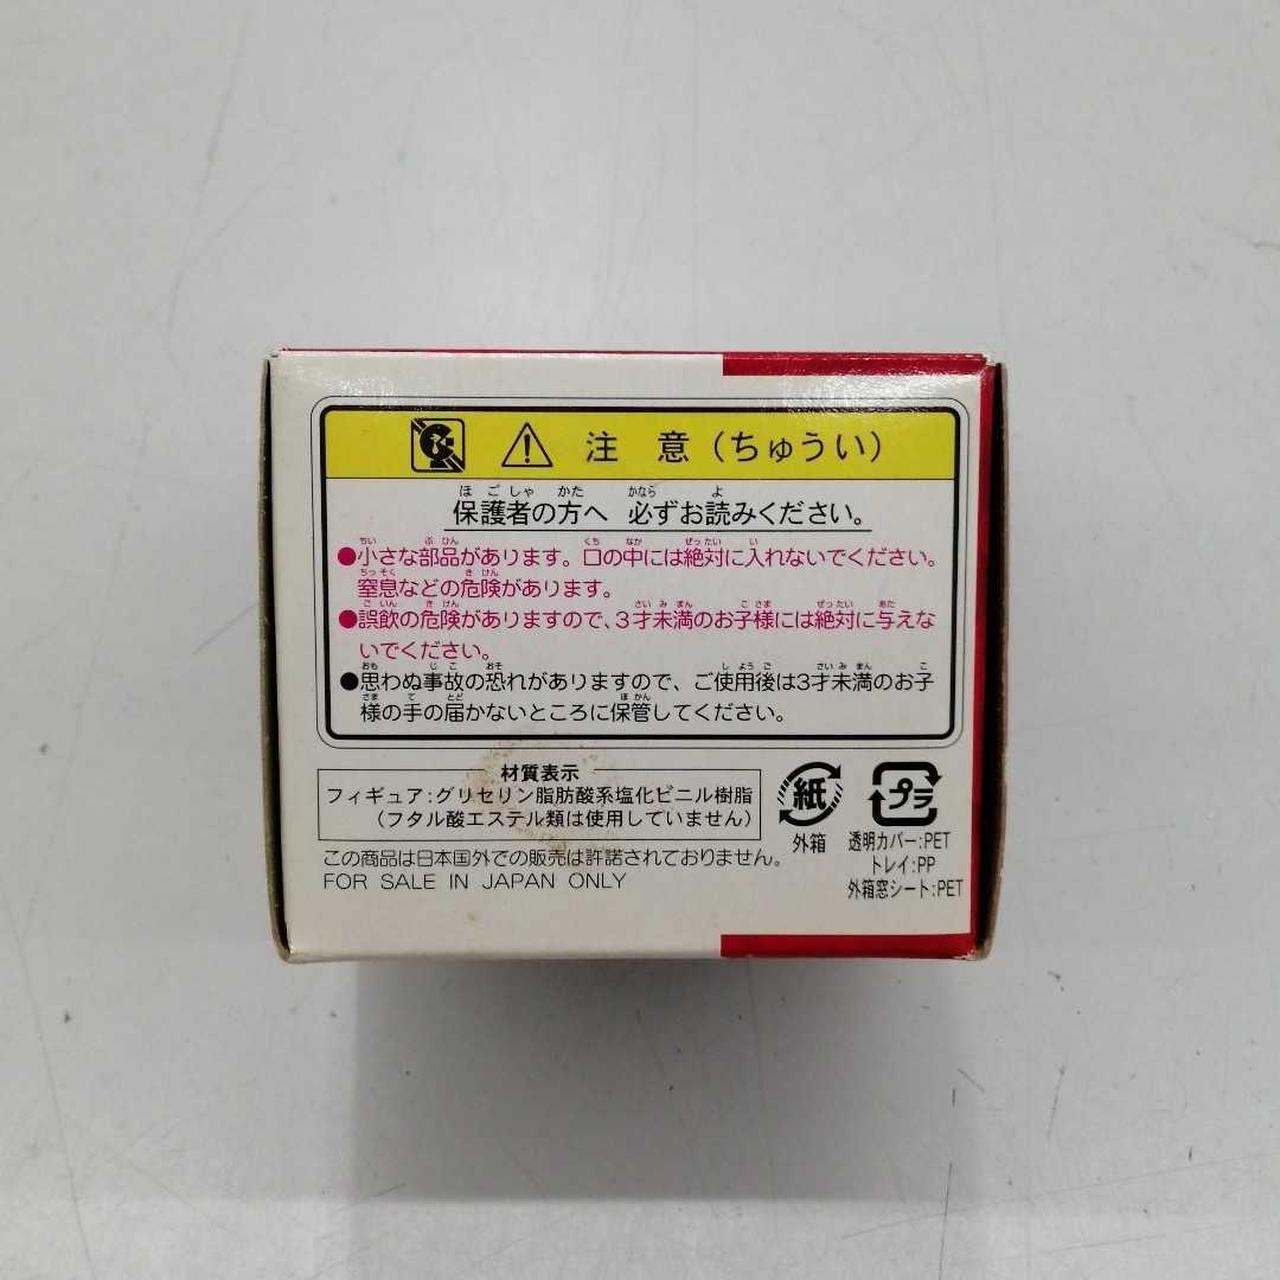 注 意(ちゅうい)
保護者の方へ 必ずお読みください。
●小さな部品があります。口の中には絶対に入れないでください。
窒息などの危険があります。
●誤飲の危険がありますので、3才未満のお子様には絶対に与えな
いでください。
●思わぬ事故の恐れがありますので、ご使用後は3才未満のお子
様の手の届かないところに保管してください。
材質表示
フィギュア:グリセリン脂肪酸系塩化ビニル樹脂
(フタル酸エステル類は使用していません)
この商品は日本国外での販売は許諾されておりません。
FOR SALE IN JAPAN ONLY
紙
外箱
プラ
透明カバー:PET
トレイ:PP
外箱窓シート:PET